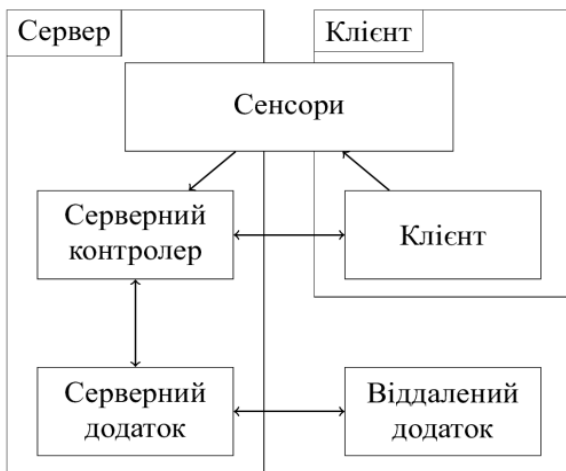 Сервер
Клієнт
Сенсори
Серверний
контролер
Клієнт
Серверний
додаток
Віддалений
додаток